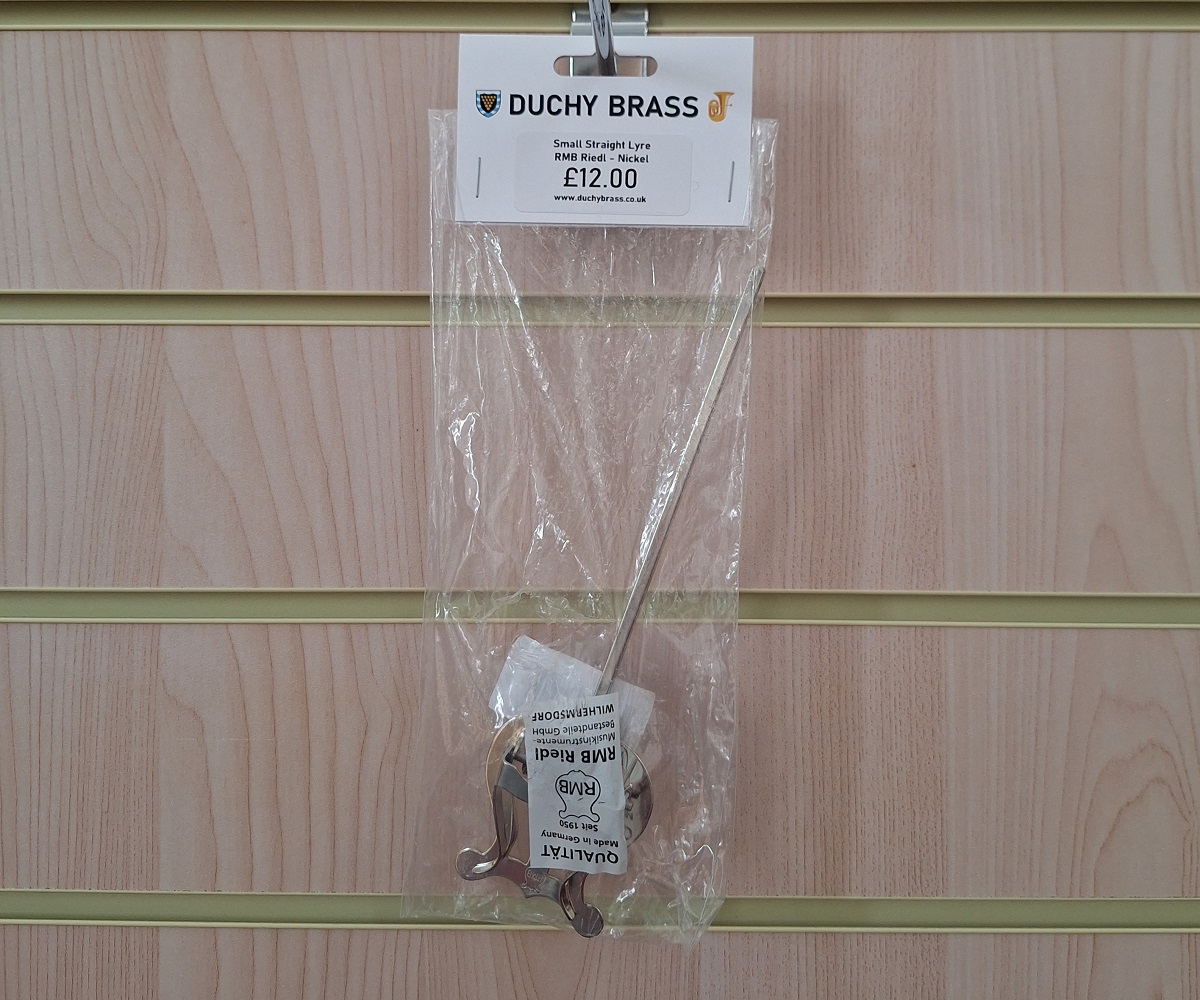 DUCHY BRASS
Small Straight Lyre
RMB Riedl - Nickel
£12.00
www.duchybrass.co.uk
QUALITÄT
Made in Germany
Seit 1950
RMB
RMB Riedl
Musikinstrumente-
Bestandteile GmbH
WILHERMSDORF